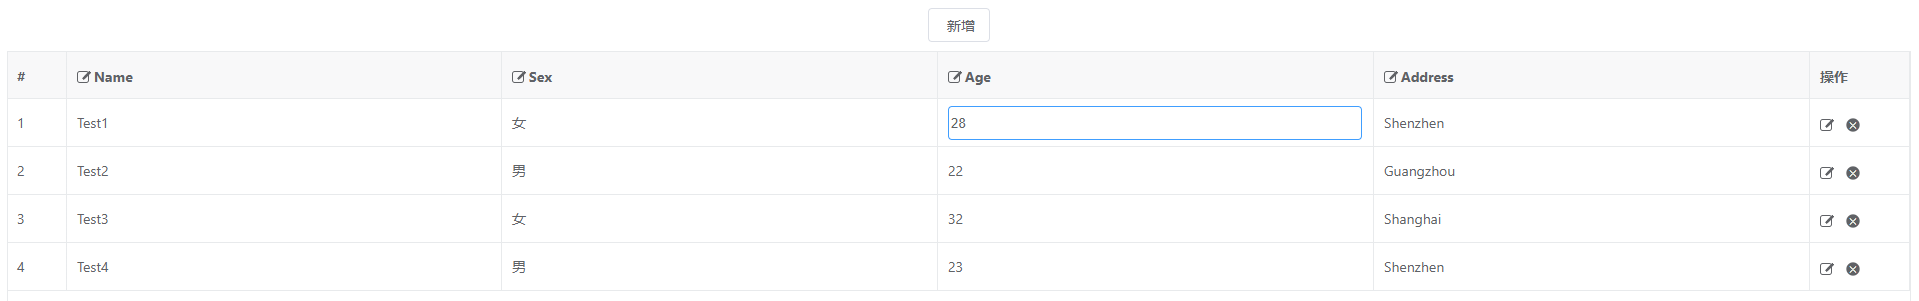 新增
# Name Sex Age Address 操作
1 Test1 女 28 Shenzhen
2 Test2 男 22 Guangzhou
3 Test3 女 32 Shanghai
4 Test4 男 23 Shenzhen